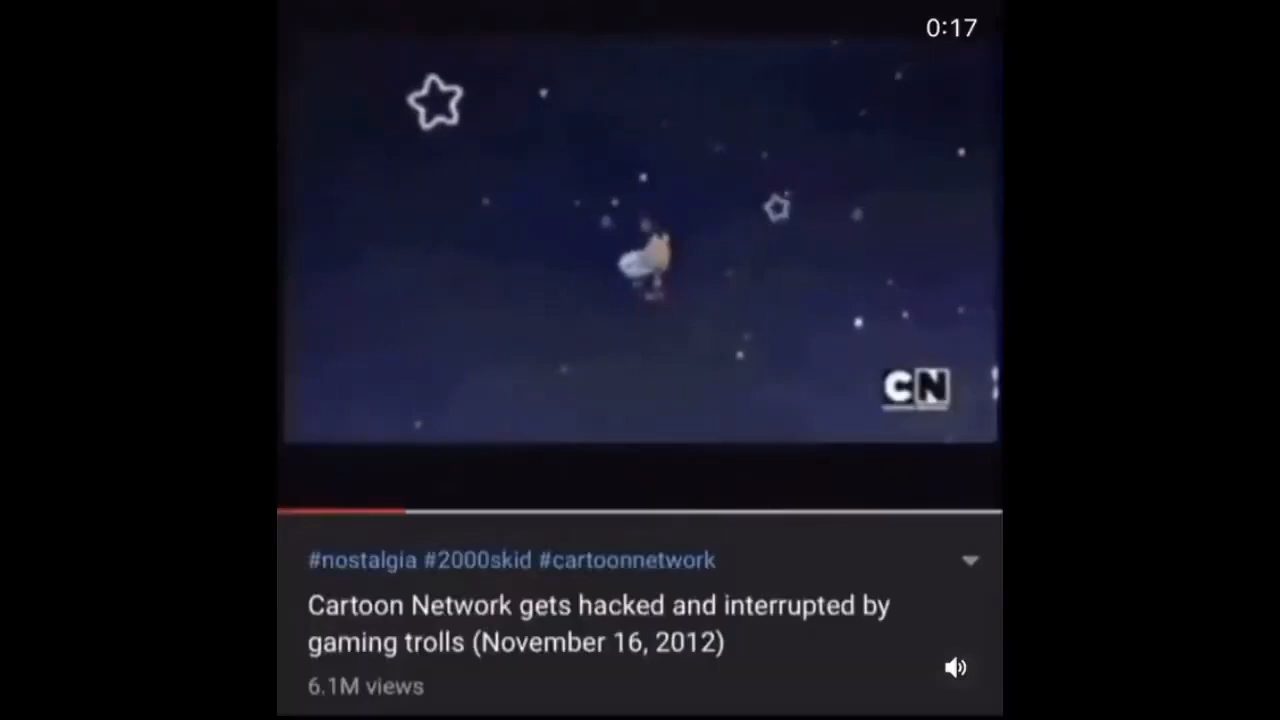 0:17
CN
#nostalgia #2000skid #cartoonnetwork
Cartoon Network gets hacked and interrupted by
gaming trolls (November 16, 2012)
6.1M views